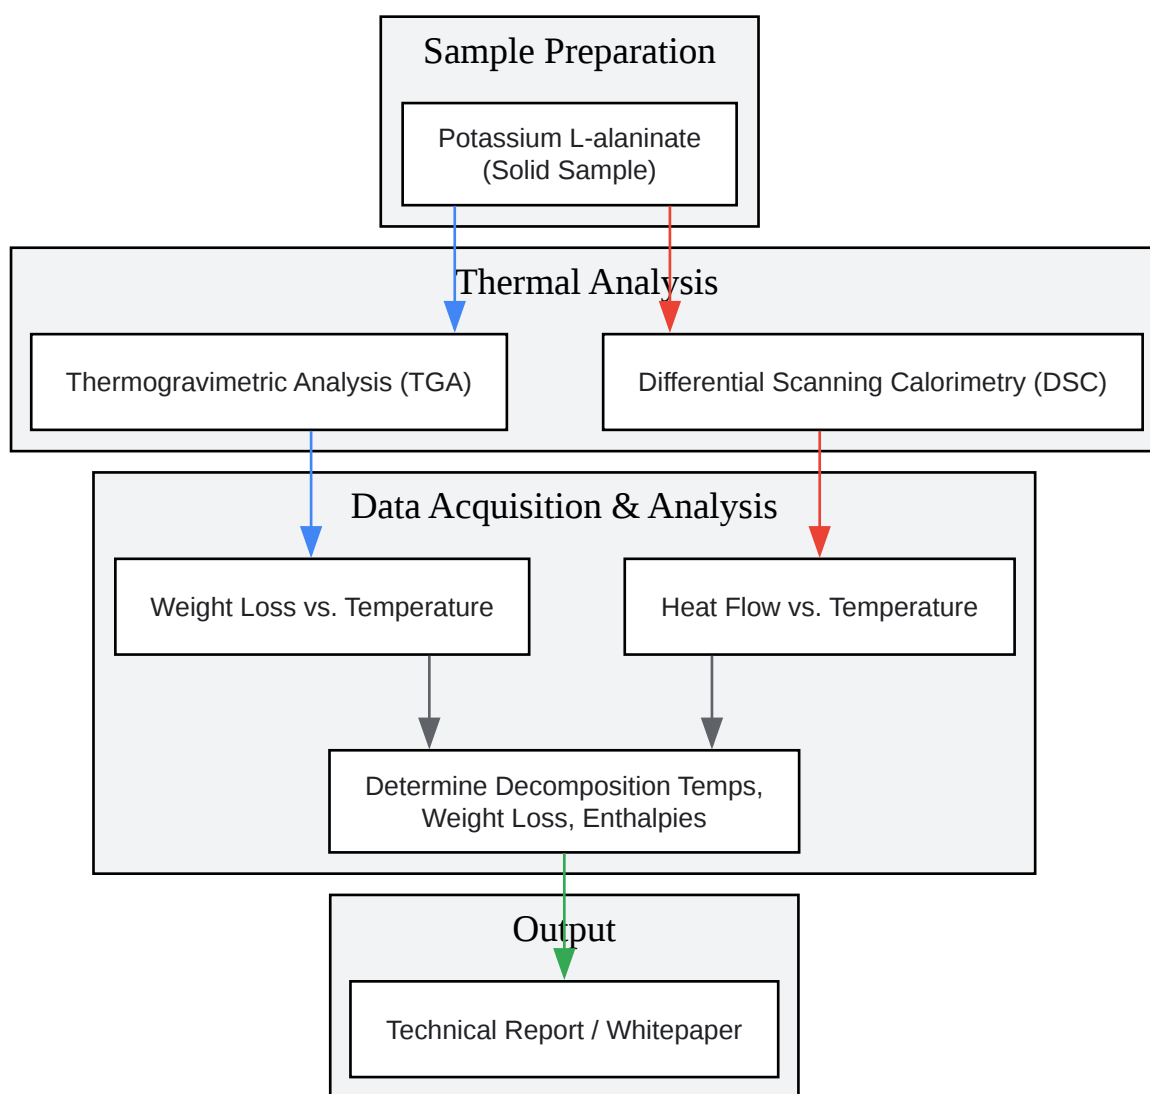 Sample Preparation
Potassium L-alaninate
(Solid Sample)
Thermal Analysis
Thermogravimetric Analysis (TGA)
Differential Scanning Calorimetry (DSC)
Data Acquisition & Analysis
Weight Loss vs. Temperature
Heat Flow vs. Temperature
Determine Decomposition Temps,
Weight Loss, Enthalpies
Output
Technical Report / Whitepaper